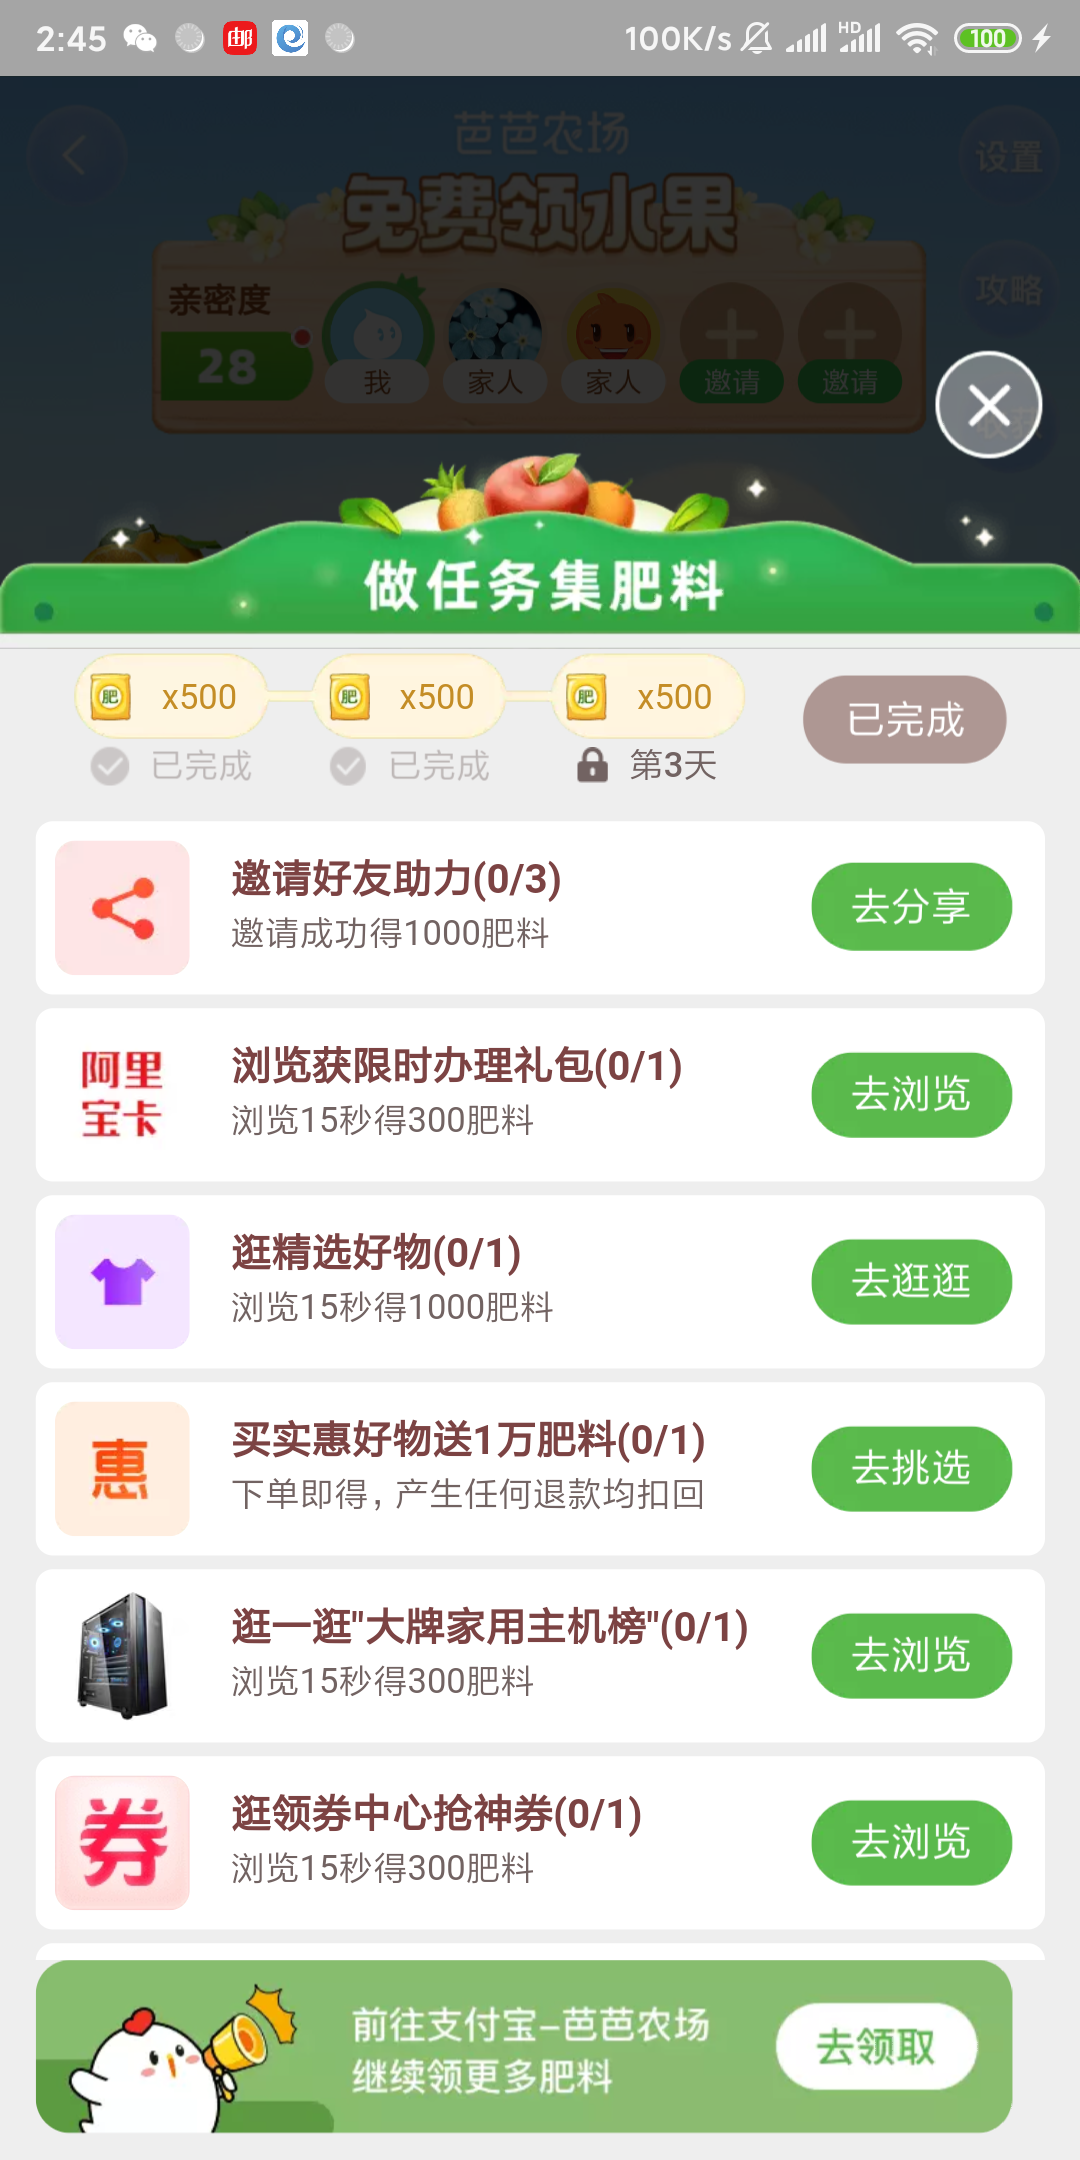 2:45 邮 100K/s HD 100
芭芭农场
设置
免费领水果
攻略
亲密度
28
我 家人 家人 邀请 邀请
做任务集肥料
肥 x500 肥 x500 肥 x500
已完成
已完成 已完成 第3天
邀请好友助力(0/3)
邀请成功得1000肥料
去分享
阿里
宝卡
浏览获限时办理礼包(0/1)
浏览15秒得300肥料
去浏览
逛精选好物(0/1)
浏览15秒得1000肥料
去逛逛
惠
买实惠好物送1万肥料(0/1)
下单即得，产生任何退款均扣回
去挑选
逛一逛"大牌家用主机榜"(0/1)
浏览15秒得300肥料
去浏览
券
逛领券中心抢神券(0/1)
浏览15秒得300肥料
去浏览
前往支付宝–芭芭农场
继续领更多肥料
去领取